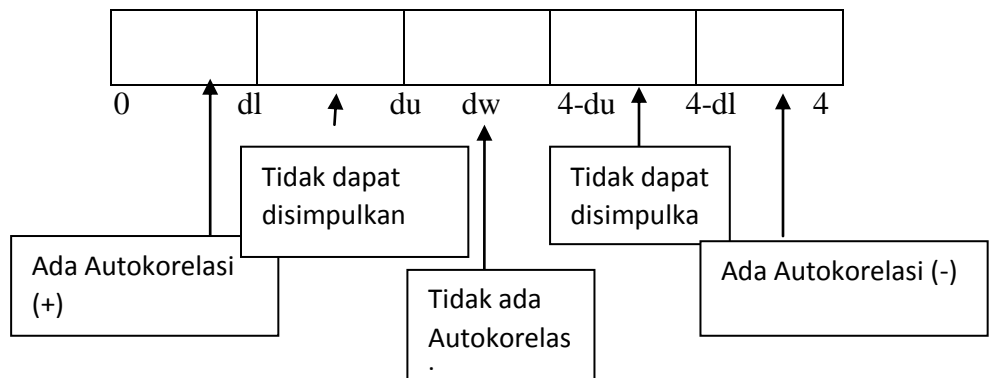 0 dl du dw 4-du 4-dl 4
Tidak dapat
disimpulkan
Tidak dapat
disimpulka
Ada Autokorelasi
(+)
Tidak ada
Autokorelas
Ada Autokorelasi (-)